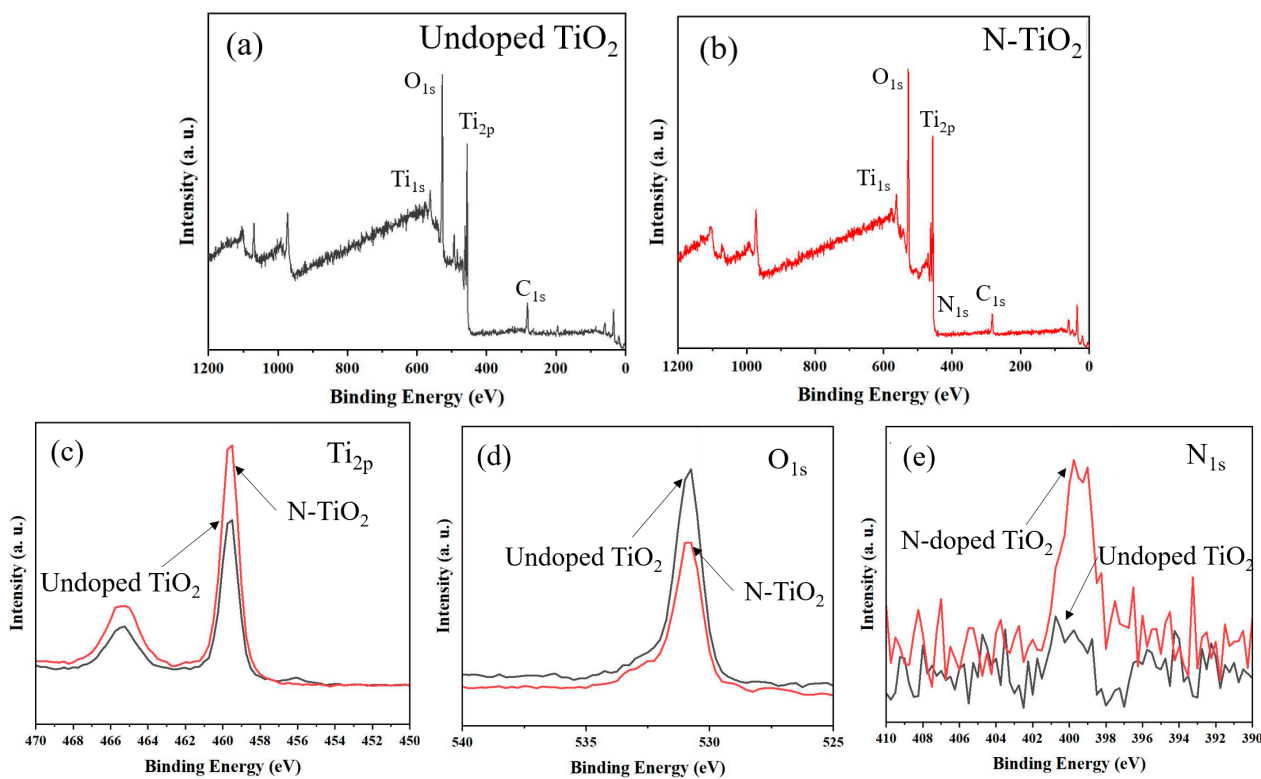 (a)
Undoped TiO₂
O₁ₛ
Ti₂ₚ
Ti₁ₛ
C₁ₛ
Intensity (a. u.)
1200 1000 800 600 400 200 0
Binding Energy (eV)
(b)
N-TiO₂
O₁ₛ
Ti₂ₚ
Ti₁ₛ
N₁ₛ
C₁ₛ
Intensity (a. u.)
1200 1000 800 600 400 200 0
Binding Energy (eV)
(c)
Ti₂ₚ
N-TiO₂
Undoped TiO₂
Intensity (a. u.)
470 468 466 464 462 460 458 456 454 452 450
Binding Energy (eV)
(d)
O₁ₛ
Undoped TiO₂
N-TiO₂
Intensity (a. u.)
540 535 530 525
Binding Energy (eV)
(e)
N₁ₛ
N-doped TiO₂
Undoped TiO₂
Intensity (a. u.)
410 408 406 404 402 400 398 396 394 392 390
Binding Energy (eV)